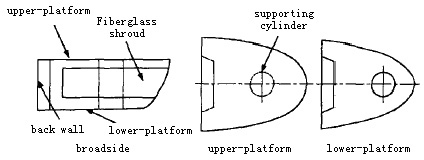 upper-platform
Fiberglass
shroud
back wall
lower-platform
broadside
supporting
cylinder
upper-platform
lower-platform